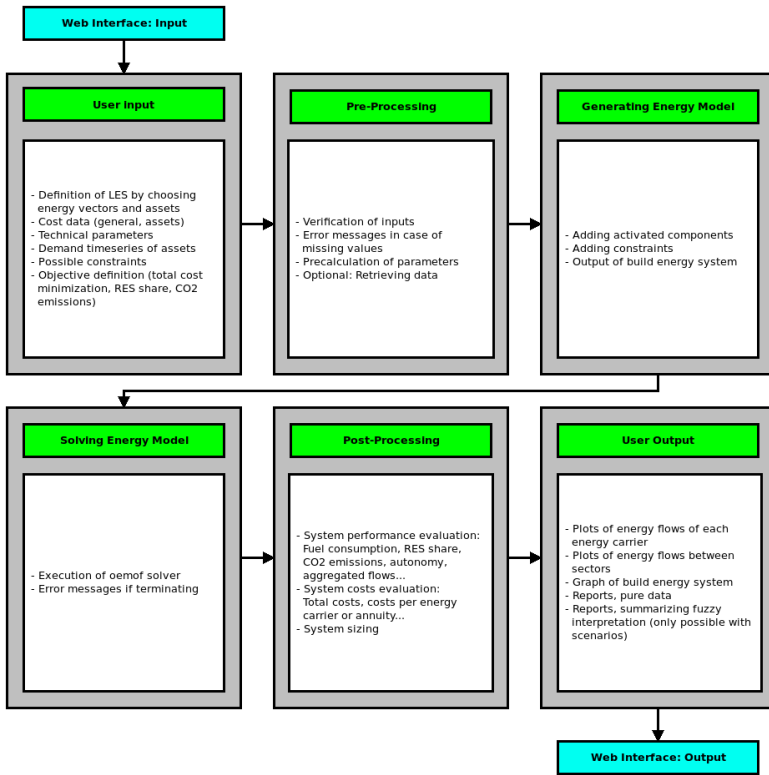 Web Interface: Input
User input
- Definition of LES by choosing
energy vectors and assets
- Cost data (general, assets)
- Technical parameters
- Demand timeseries of assets
- Possible constraints
- Objective definition (total cost
minimization, RES share, CO2
emissions)
Pre-Processing
- Verification of inputs
- Error messages in case of
missing values
- Precalculation of parameters
- Optional: Retrieving data
Generating Energy Model
- Adding activated components
- Adding constraints
- Output of build energy system
Solving Energy Model
- Execution of oemof solver
- Error messages if terminating
Post-Processing
- System performance evaluation:
Fuel consumption, RES share,
CO2 emissions, autonomy,
aggregated flows...
- System costs evaluation:
Total costs, costs per energy
carrier or annuity...
- System sizing
User Output
- Plots of energy flows of each
energy carrier
- Plots of energy flows between
sectors
- Graph of build energy system
- Reports, pure data
- Reports, summarizing fuzzy
interpretation (only possible with
scenarios)
Web Interface: Output